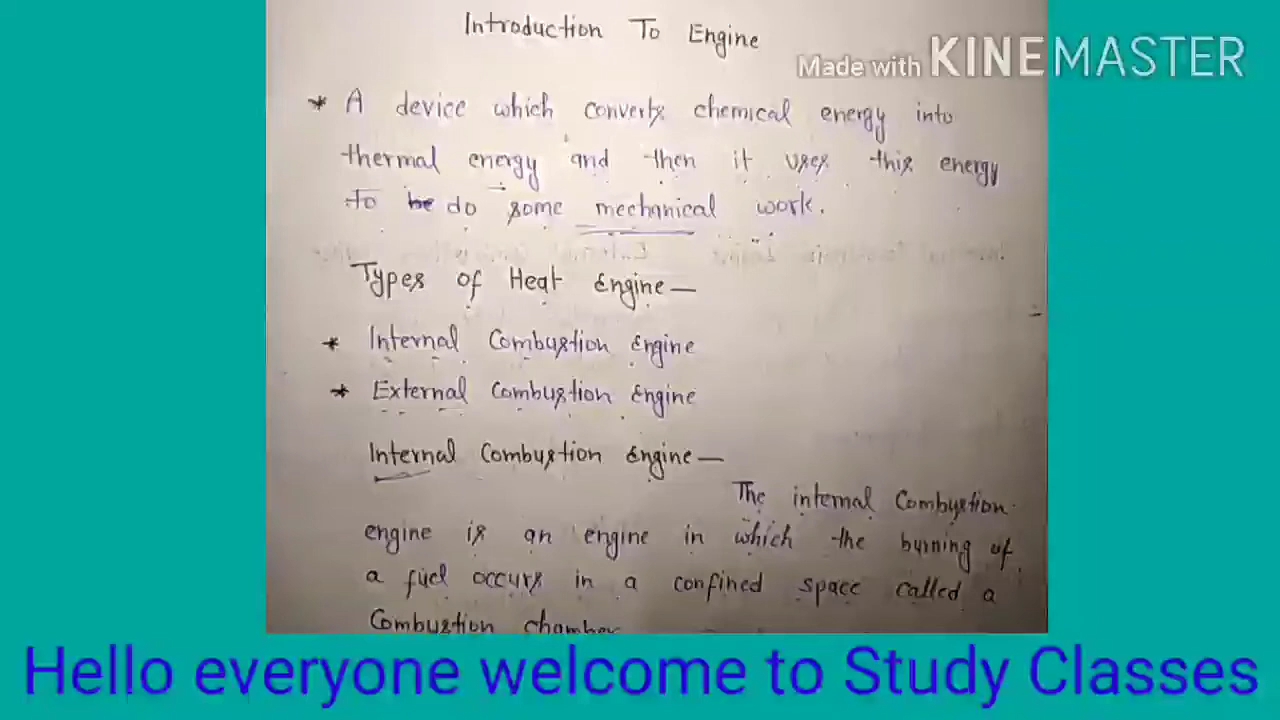 Introduction To Engine
Made with KINEMASTER
* A device which converts chemical energy into
thermal energy and then it uses this energy
to be do some mechanical work.
Types of Heat Engine—
* Internal Combustion Engine
* External Combustion Engine
Internal Combustion Engine—
The internal Combustion
engine is an engine in which the burning of
a fuel occurs in a confined space called a
Combustion chamber
Hello everyone welcome to Study Classes